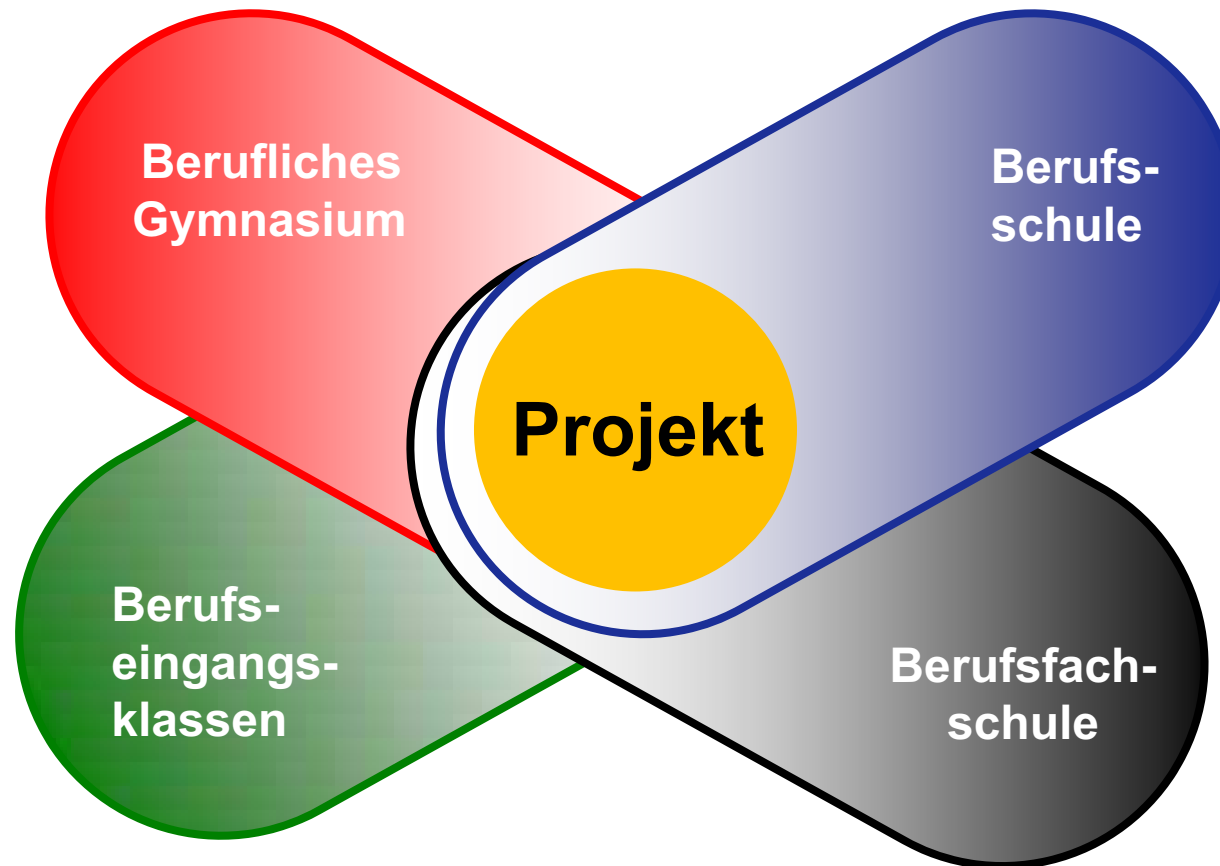 Berufliches
Gymnasium
Berufs-
schule
Projekt
Berufs-
eingangs-
klassen
Berufsfach-
schule